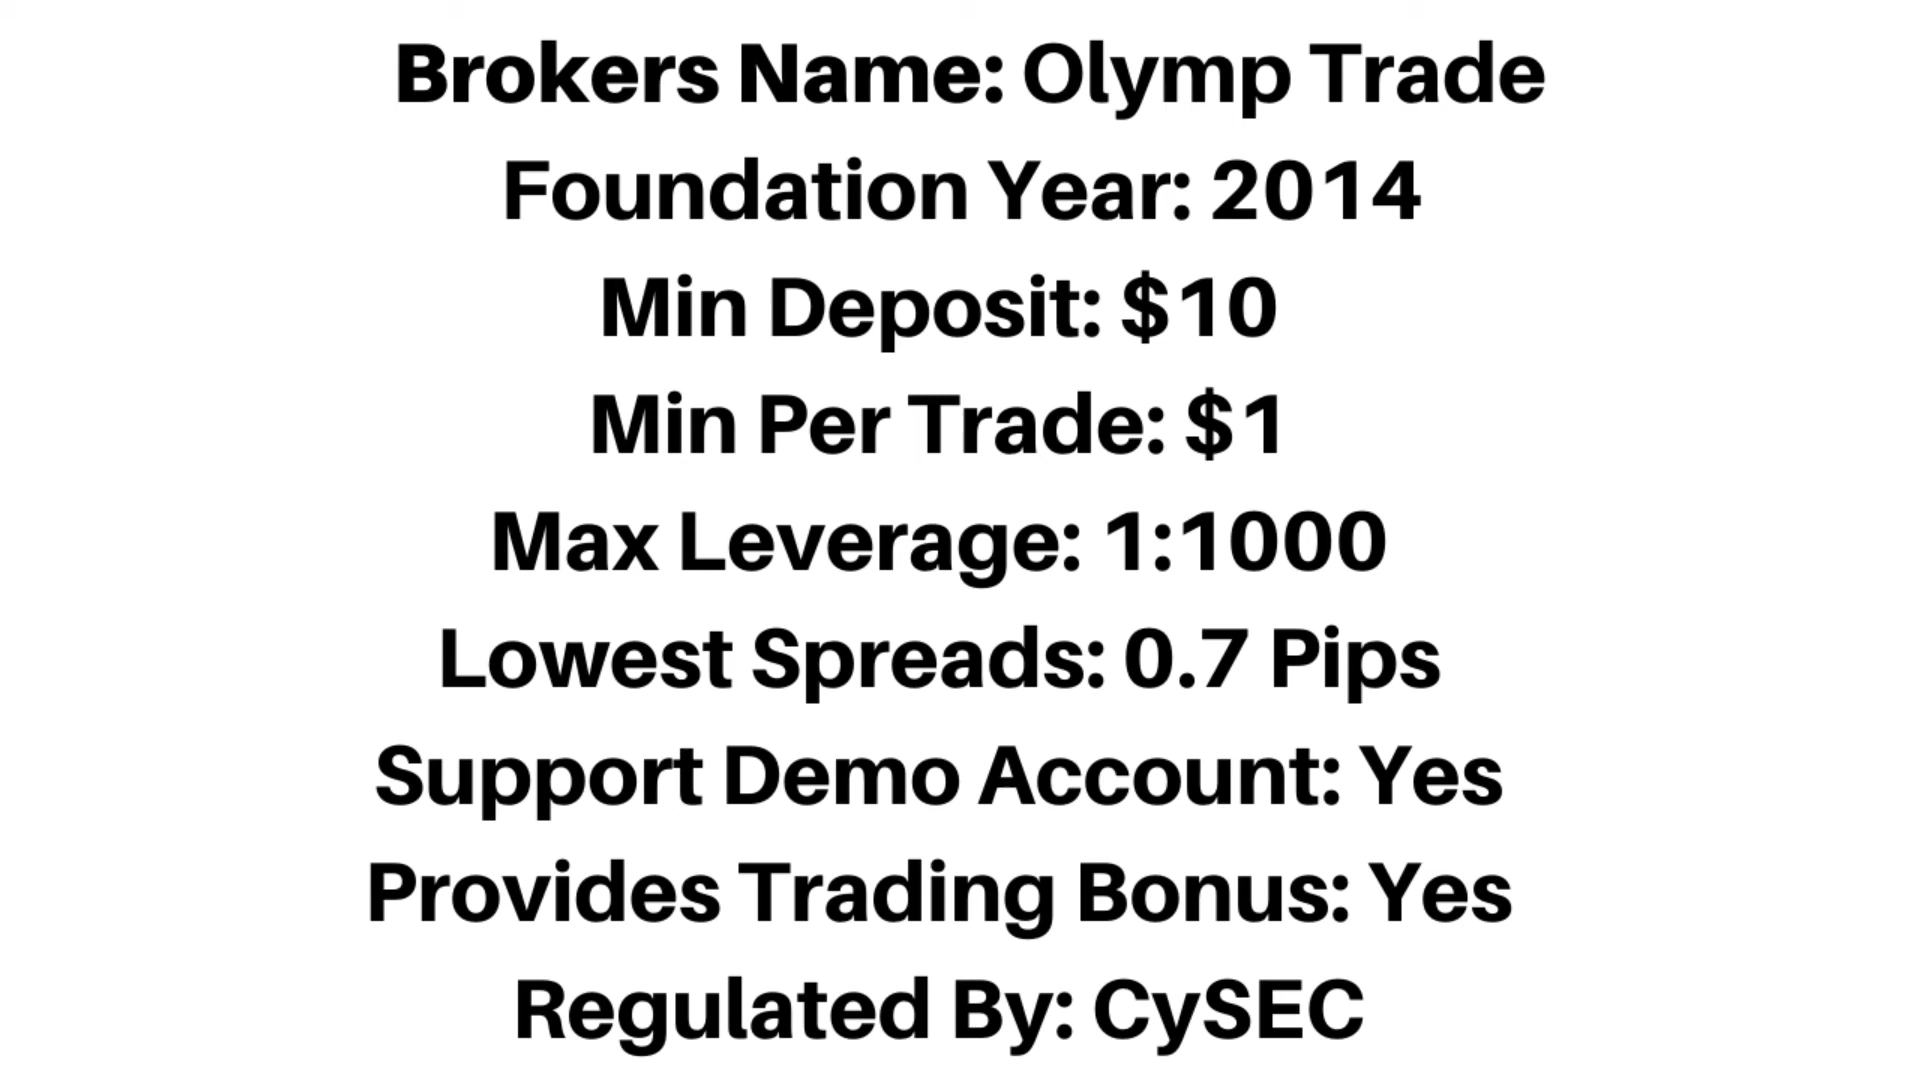 Brokers Name: Olymp Trade
Foundation Year: 2014
Min Deposit: $10
Min Per Trade: $1
Max Leverage: 1:1000
Lowest Spreads: 0.7 Pips
Support Demo Account: Yes
Provides Trading Bonus: Yes
Regulated By: CySEC